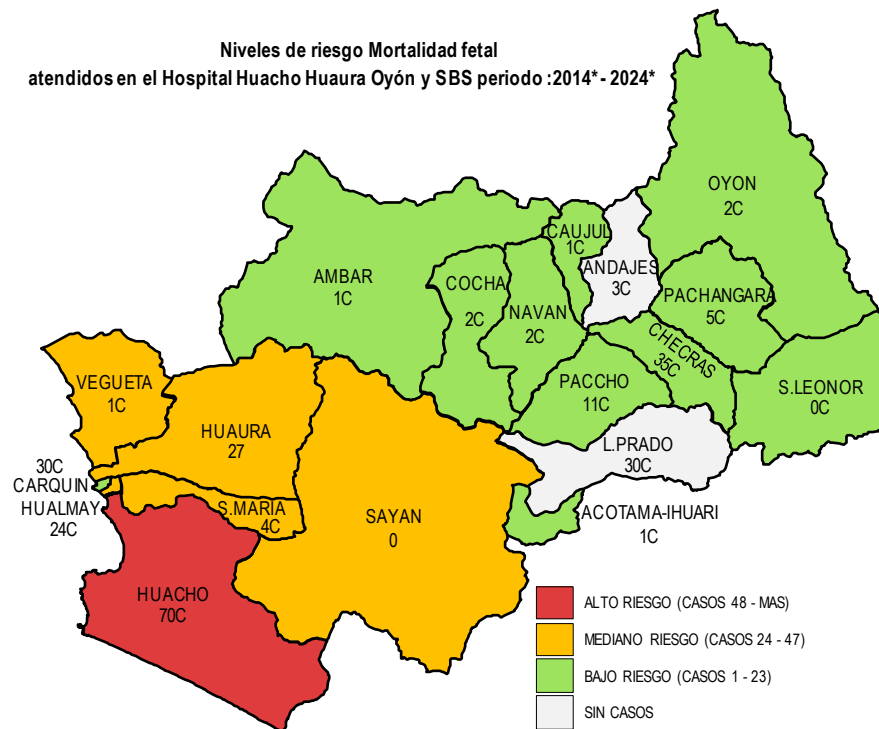 Niveles de riesgo Mortalidad fetal
atendidos en el Hospital Huacho Huaura Oyón y SBS periodo :2014* - 2024*
OYON
2C
CAUJUL
1C
ANDAJES
3C
AMBAR
1C
COCHA
2C
NAVAN
2C
PACHANGARA
5C
CHECRAS
35C
VEGUETA
1C
PACCHO
11C
S.LEONOR
0C
HUAURA
27
L.PRADO
30C
30C
CARQUIN
HUALMAY
24C
S.MARIA
4C
SAYAN
0
ACOTAMA-IHUARI
1C
HUACHO
70C
ALTO RIESGO (CASOS 48 - MAS)
MEDIANO RIESGO (CASOS 24 - 47)
BAJO RIESGO (CASOS 1 - 23)
SIN CASOS